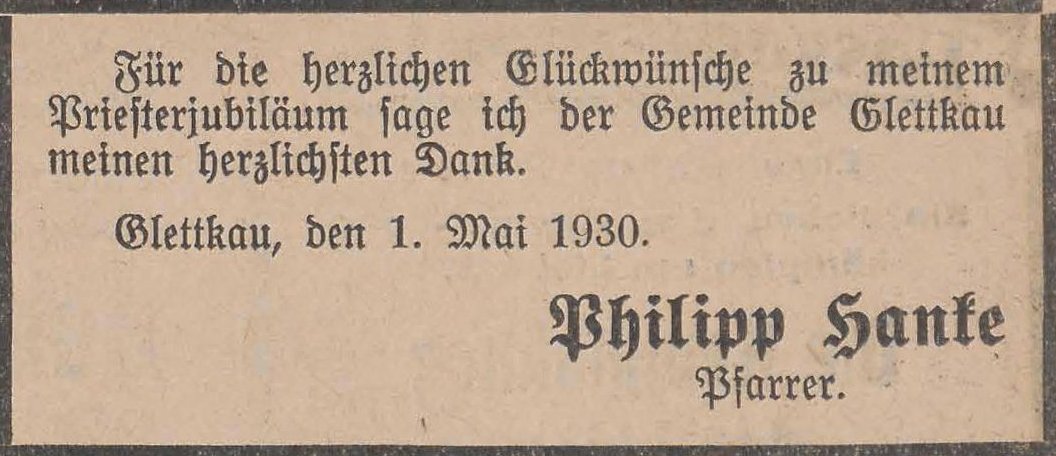 Für die herzlichen Glückwünsche zu meinem
Priesterjubiläum sage ich der Gemeinde Glettkau
meinen herzlichsten Dank.
Glettkau, den 1. Mai 1930.
Philipp Hanke
Pfarrer.